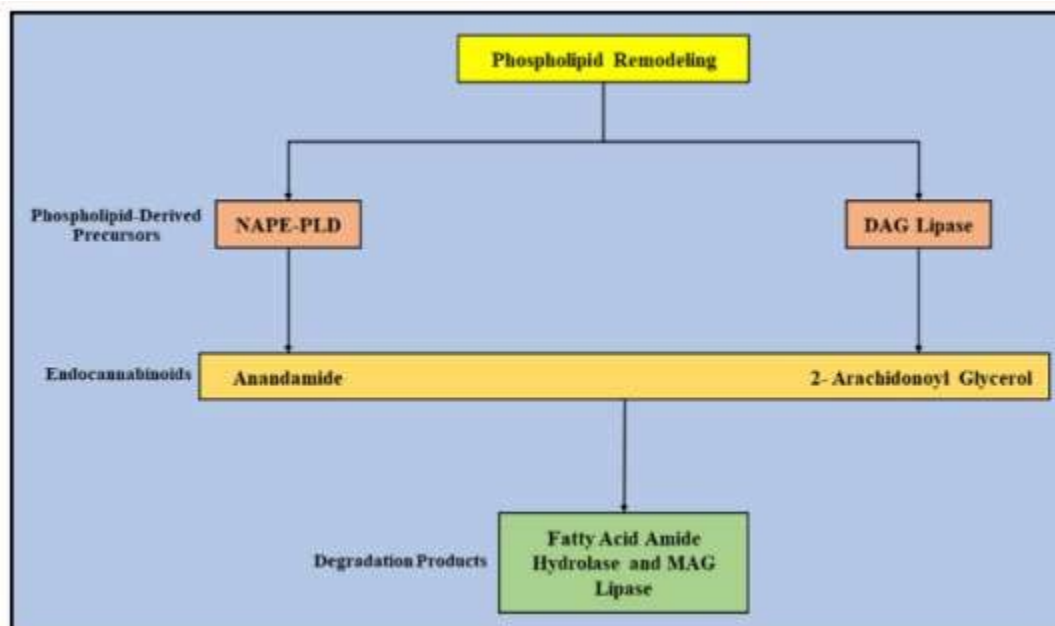 Phospholipid Remodeling
Phospholipid-Derived
Precursors
NAPE-PLD
DAG Lipase
Endocannabinoids
Anandamide
2- Arachidonoyl Glycerol
Degradation Products
Fatty Acid Amide
Hydrolase and MAG
Lipase